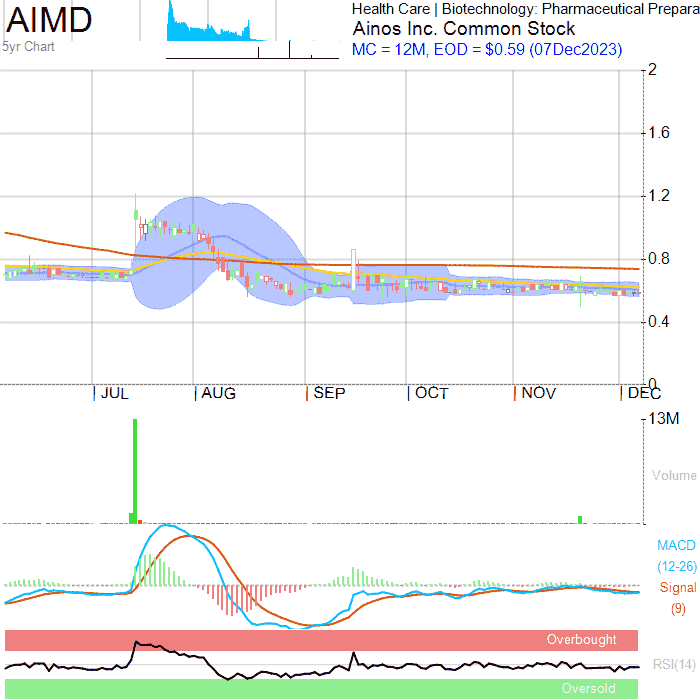 AIMD
5yr Chart
Health Care | Biotechnology: Pharmaceutical Prepara
Ainos Inc. Common Stock
MC = 12M, EOD = $0.59 (07Dec2023)
2
1.6
1.2
0.8
0.4
0
JUL AUG SEP OCT NOV DEC
13M
Volume
MACD
(12-26)
Signal
(9)
Overbought
RSI(14)
Oversold